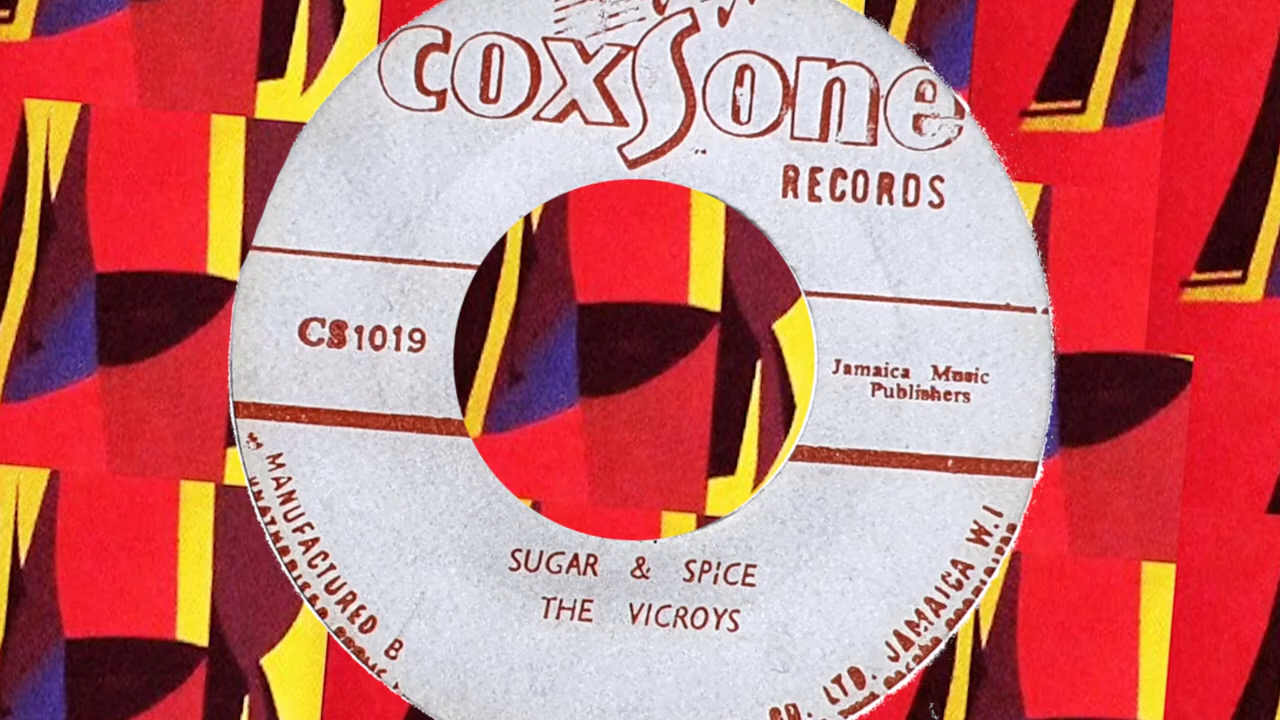 coxsone
RECORDS
CS1019
Jamaica Music
Publishers
SUGAR & SPICE
THE VICROYS
MANUFACTURED B
CO. LTD. JAMAICA W.I